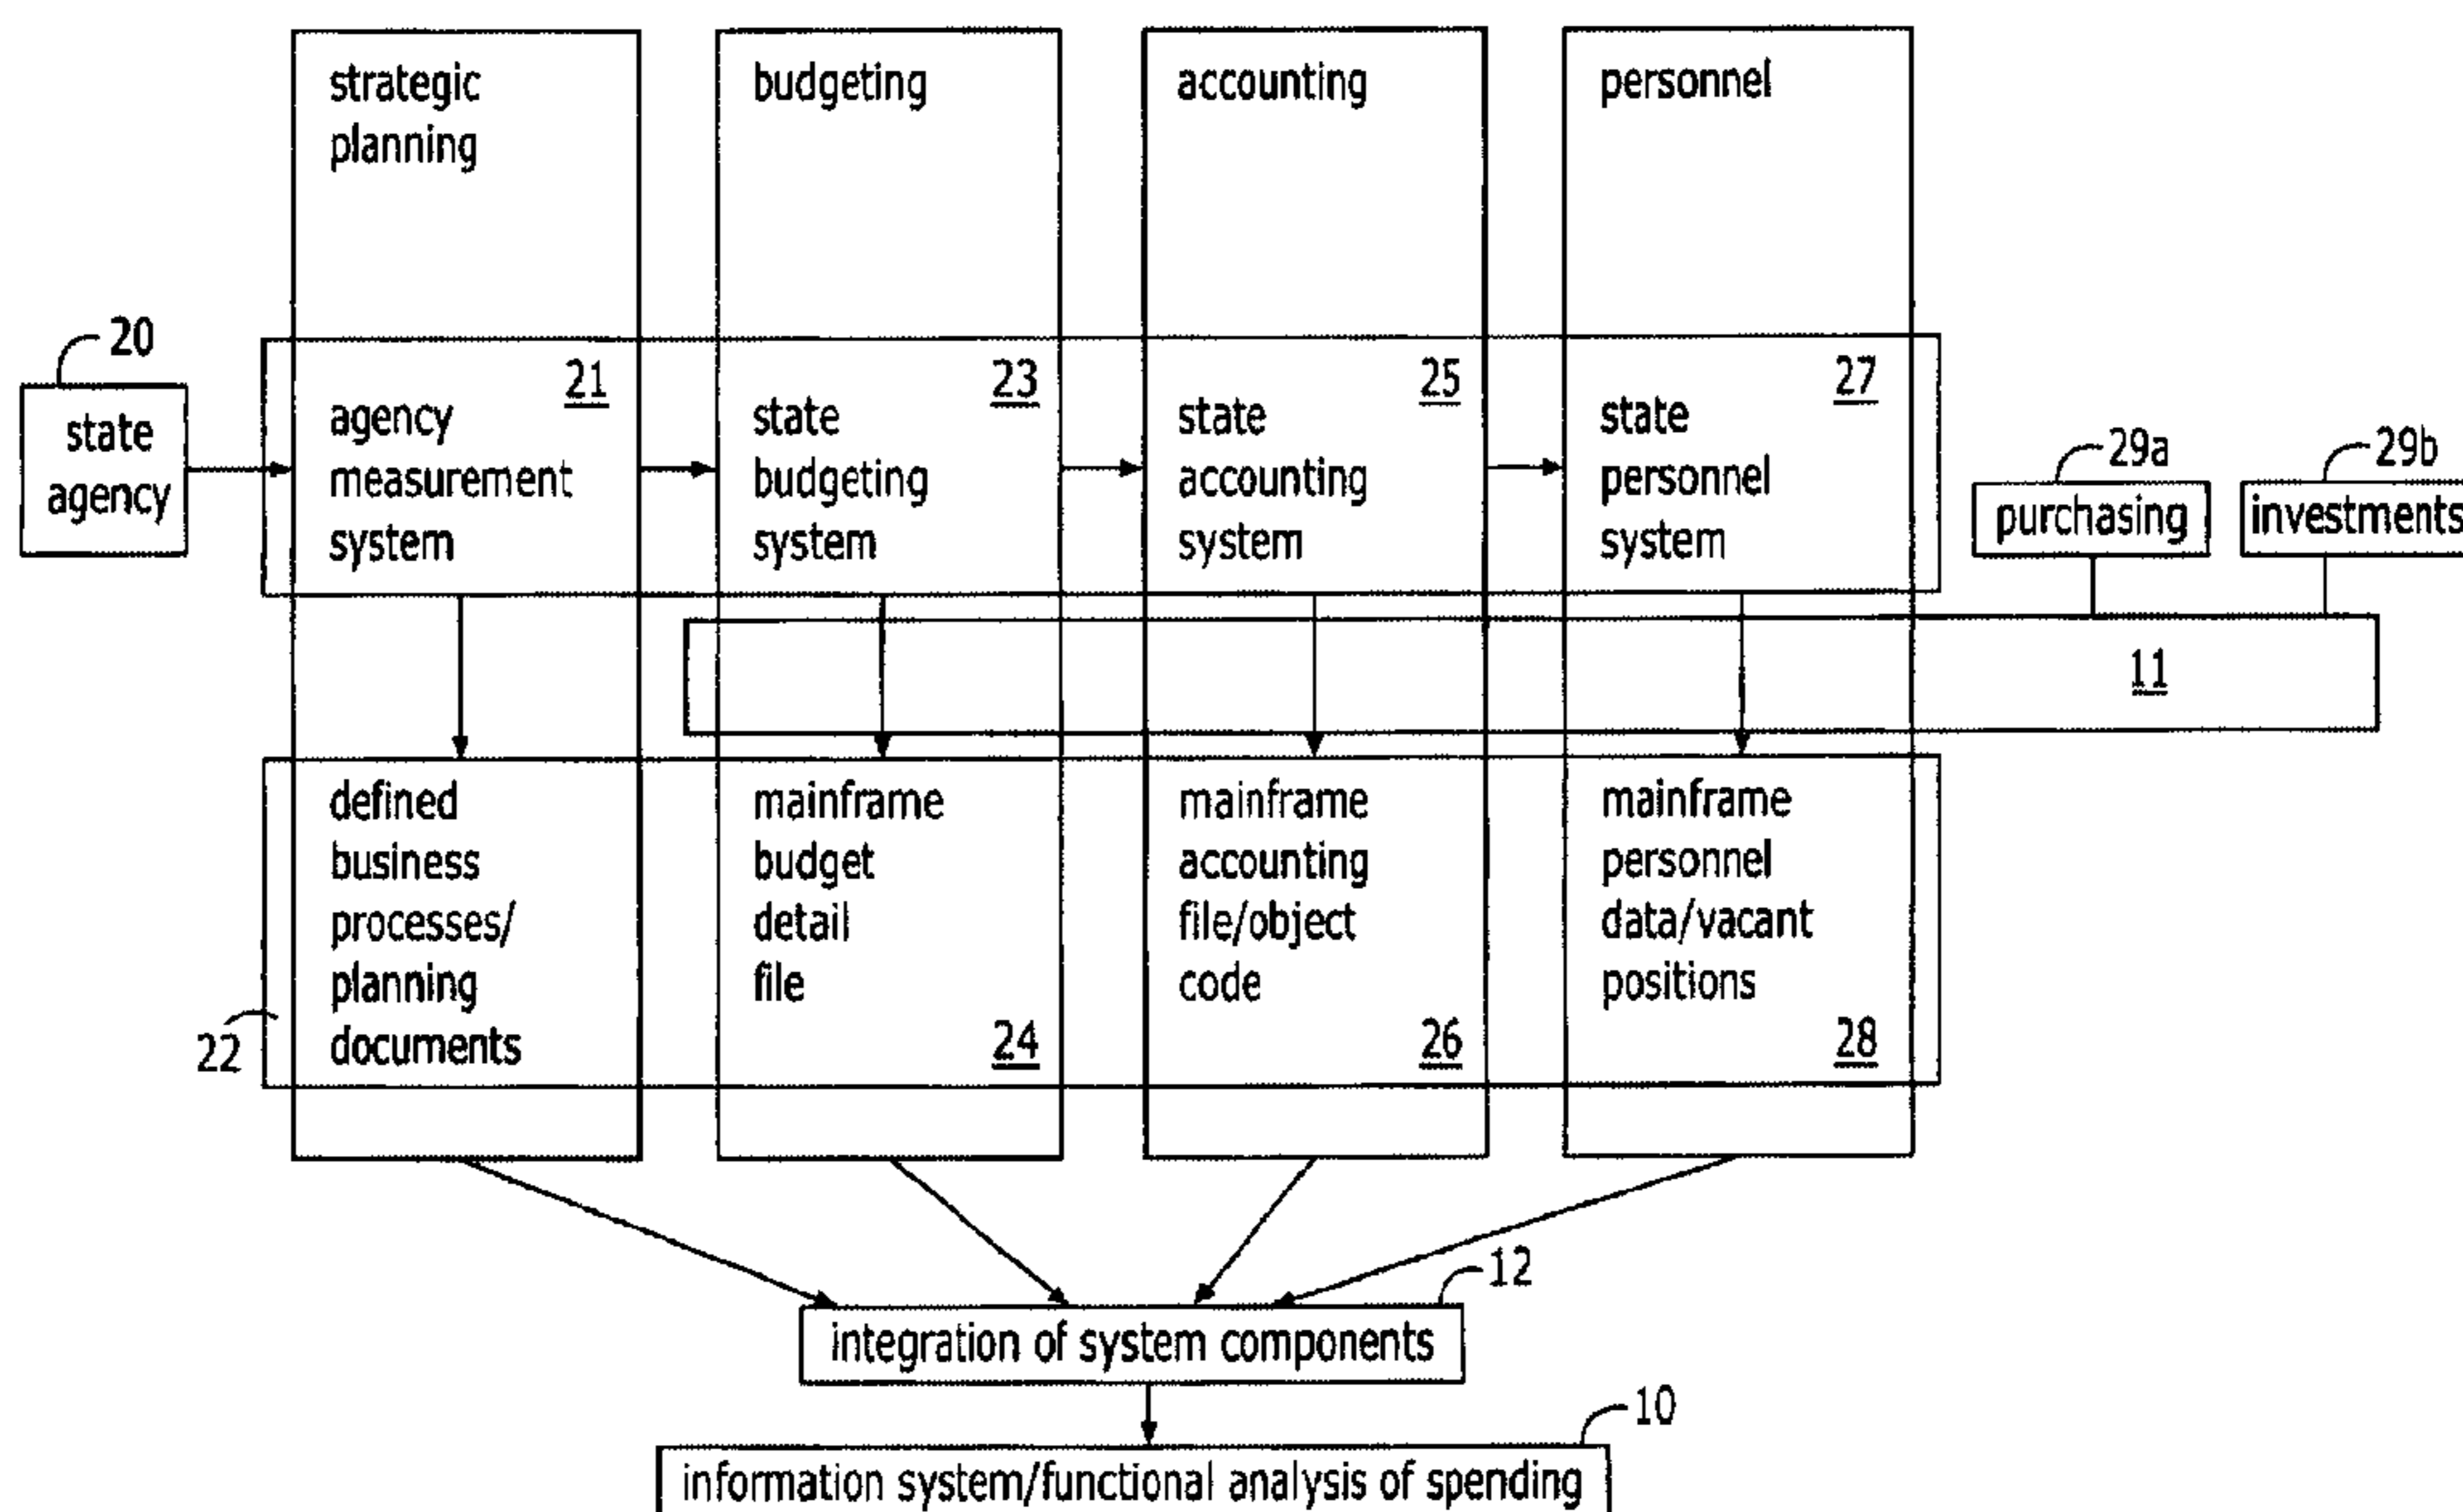 strategic
planning
budgeting
accounting
personnel
20
state
agency
21
agency
measurement
system
23
state
budgeting
system
25
state
accounting
system
27
state
personnel
system
29a
purchasing
29b
investments
11
22
defined
business
processes/
planning
documents
mainframe
budget
detail
file
24
mainframe
accounting
file/object
code
26
mainframe
personnel
data/vacant
positions
28
12
integration of system components
10
information system/functional analysis of spending